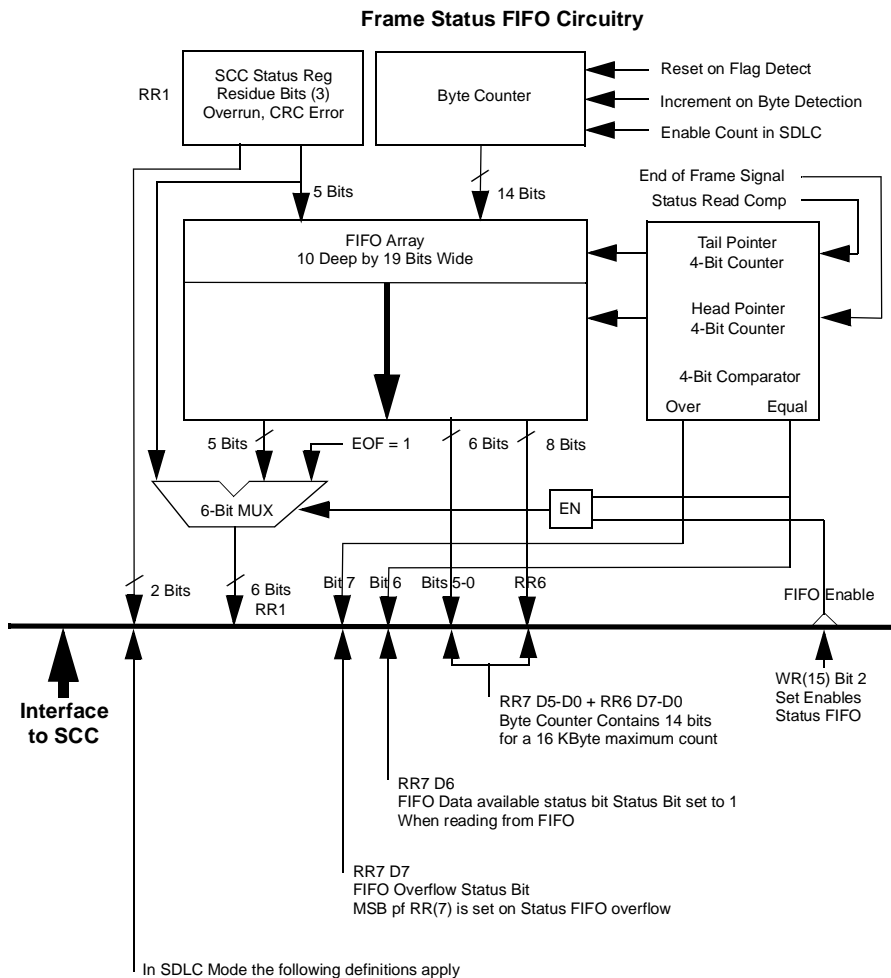 Frame Status FIFO Circuitry
RR1
SCC Status Reg
Residue Bits (3)
Overrun, CRC Error
Byte Counter
Reset on Flag Detect
Increment on Byte Detection
Enable Count in SDLC
End of Frame Signal
Status Read Comp
5 Bits
14 Bits
FIFO Array
10 Deep by 19 Bits Wide
Tail Pointer
4-Bit Counter
Head Pointer
4-Bit Counter
4-Bit Comparator
Over
Equal
5 Bits
EOF = 1
6 Bits
8 Bits
6-Bit MUX
EN
2 Bits
6 Bits
RR1
Bit 7
Bit 6
Bits 5-0
RR6
FIFO Enable
Interface
to SCC
RR7 D5-D0 + RR6 D7-D0
Byte Counter Contains 14 bits
for a 16 KByte maximum count
WR(15) Bit 2
Set Enables
Status FIFO
RR7 D6
FIFO Data available status bit Status Bit set to 1
When reading from FIFO
RR7 D7
FIFO Overflow Status Bit
MSB pf RR(7) is set on Status FIFO overflow
In SDLC Mode the following definitions apply